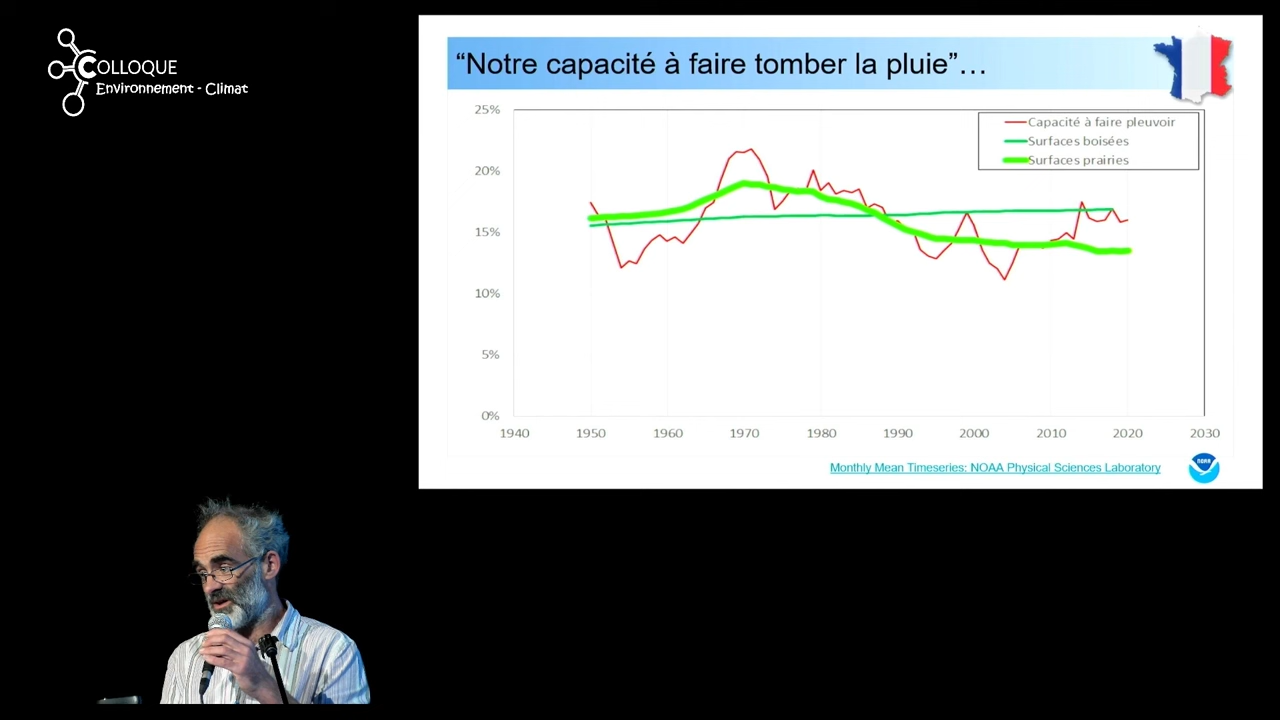 COLLOQUE
Environnement - Climat
“Notre capacité à faire tomber la pluie”…
25%
20%
15%
10%
5%
0%
Capacité à faire pleuvoir
Surfaces boisées
Surfaces prairies
1940 1950 1960 1970 1980 1990 2000 2010 2020 2030
Monthly Mean Timeseries: NOAA Physical Sciences Laboratory
NOAA